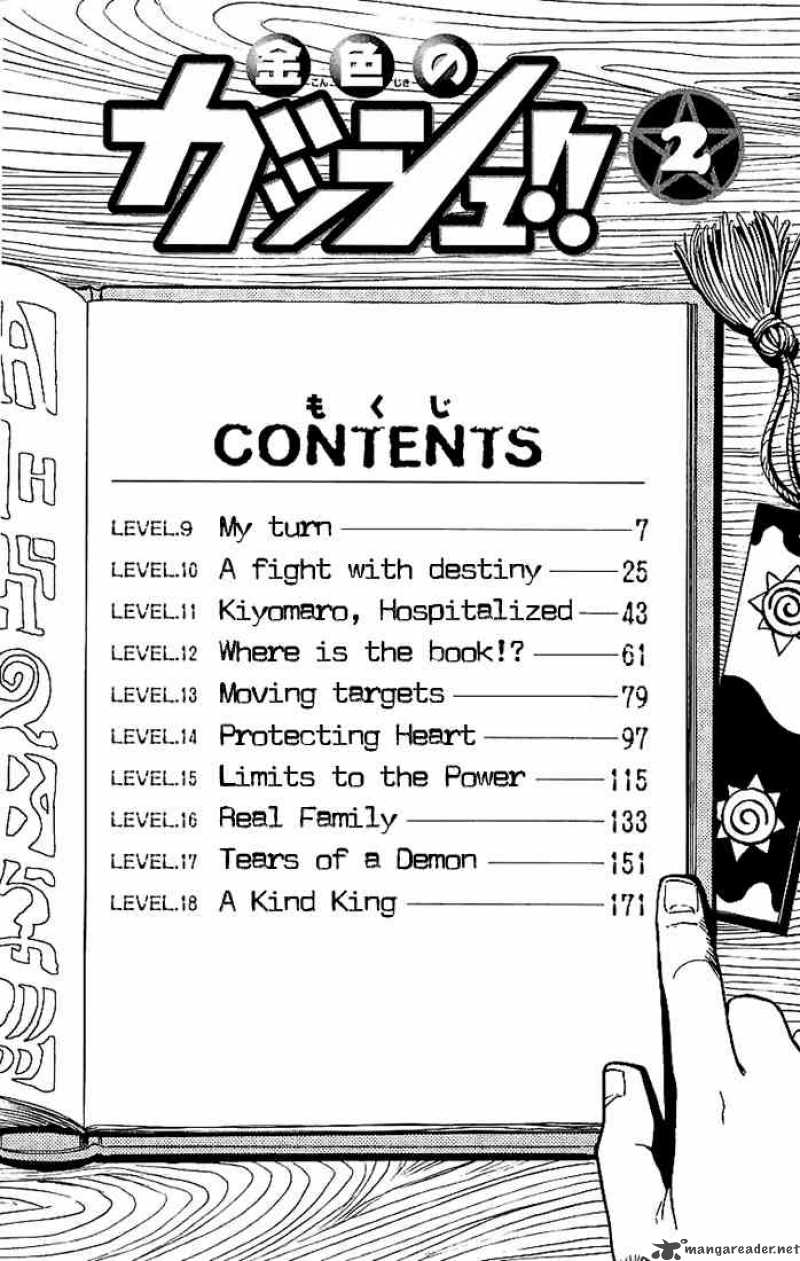 金色の
こんじき
ガッシュ!!
2
もくじ
CONTENTS
LEVEL.9 My turn 7
LEVEL.10 A fight with destiny 25
LEVEL.11 Kiyomaro, Hospitalized 43
LEVEL.12 Where is the book!? 61
LEVEL.13 Moving targets 79
LEVEL.14 Protecting Heart 97
LEVEL.15 Limits to the Power 115
LEVEL.16 Real Family 133
LEVEL.17 Tears of a Demon 151
LEVEL.18 A Kind King 171
mangareader.net